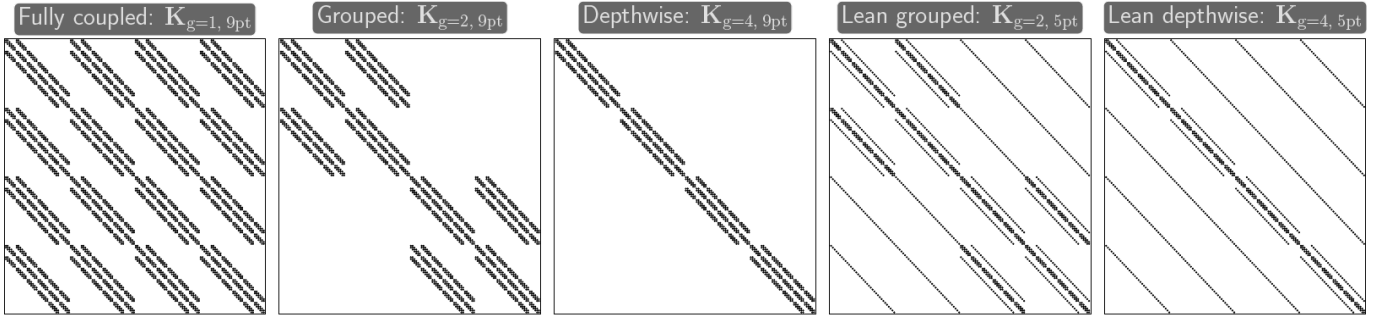 Fully coupled: K_{g=1, 9pt}
Grouped: K_{g=2, 9pt}
Depthwise: K_{g=4, 9pt}
Lean grouped: K_{g=2, 5pt}
Lean depthwise: K_{g=4, 5pt}